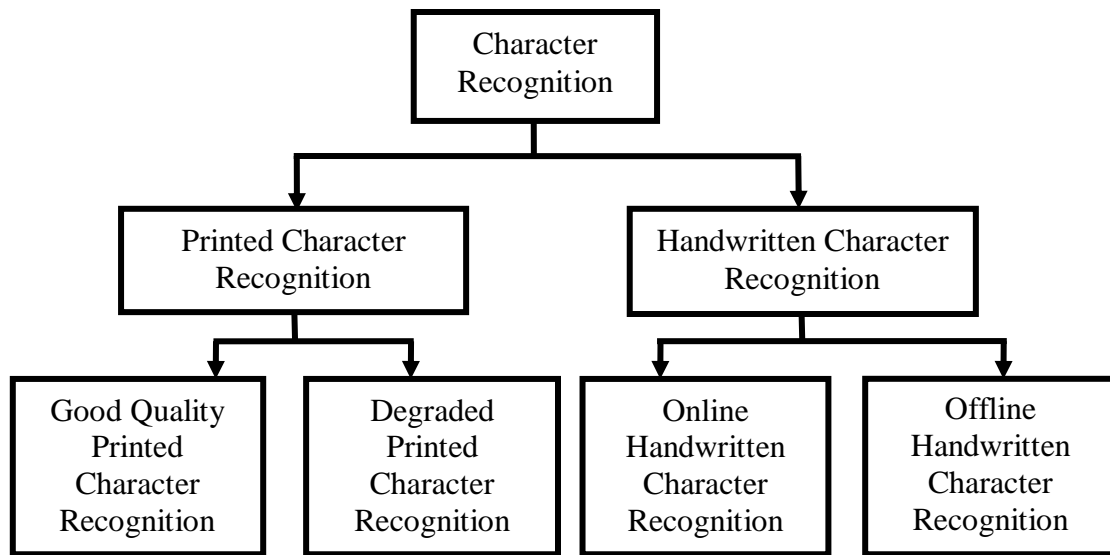 Character
Recognition
Printed Character
Recognition
Handwritten Character
Recognition
Good Quality
Printed
Character
Recognition
Degraded
Printed
Character
Recognition
Online
Handwritten
Character
Recognition
Offline
Handwritten
Character
Recognition